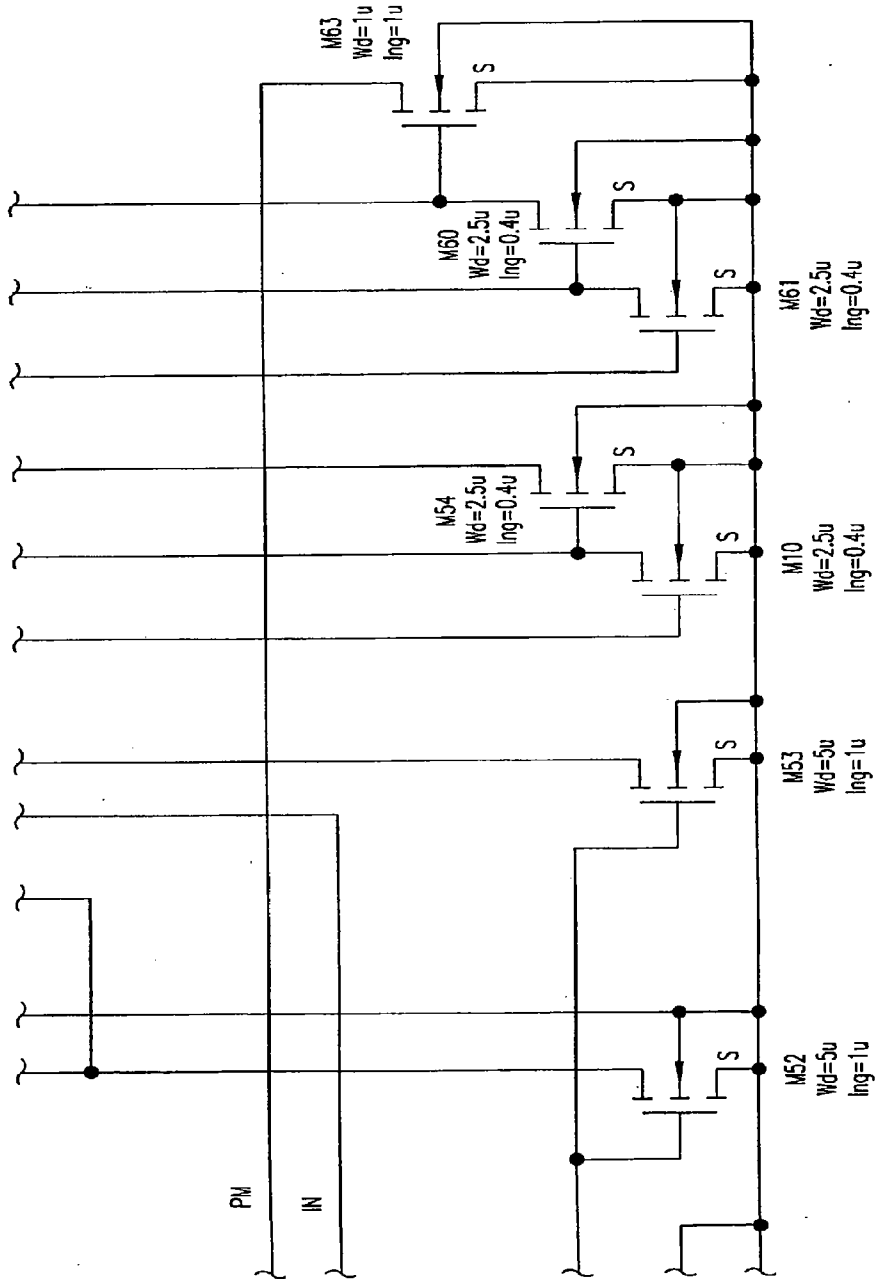 M63
Wd=1u
lng=1u
S
M60
Wd=2.5u
lng=0.4u
S
S
M61
Wd=2.5u
lng=0.4u
M54
Wd=2.5u
lng=0.4u
S
S
M10
Wd=2.5u
lng=0.4u
S
M53
Wd=5u
lng=1u
S
M52
Wd=5u
lng=1u
PM
IN